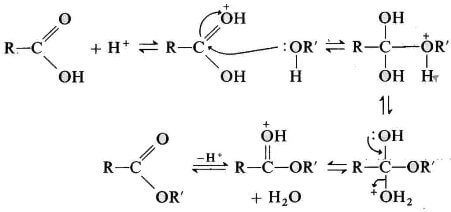 O +OH OH
R–C + H⁺ ⇌ R–C :OR' ⇌ R–C–OR' +
OH OH H OH H
⇌
O +OH :OH
R–C –H⁺ ⇌ R–C–OR' ⇌ R–C–OR'
OR' + H₂O +OH₂